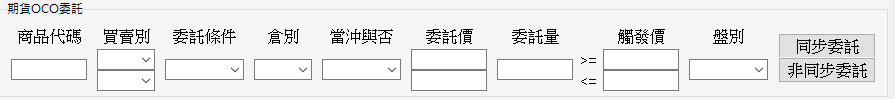 期貨OCO委託
商品代碼 買賣別 委託條件 倉別 當沖與否 委託價 委託量 觸發價 盤別
>=
<=
同步委託
非同步委託